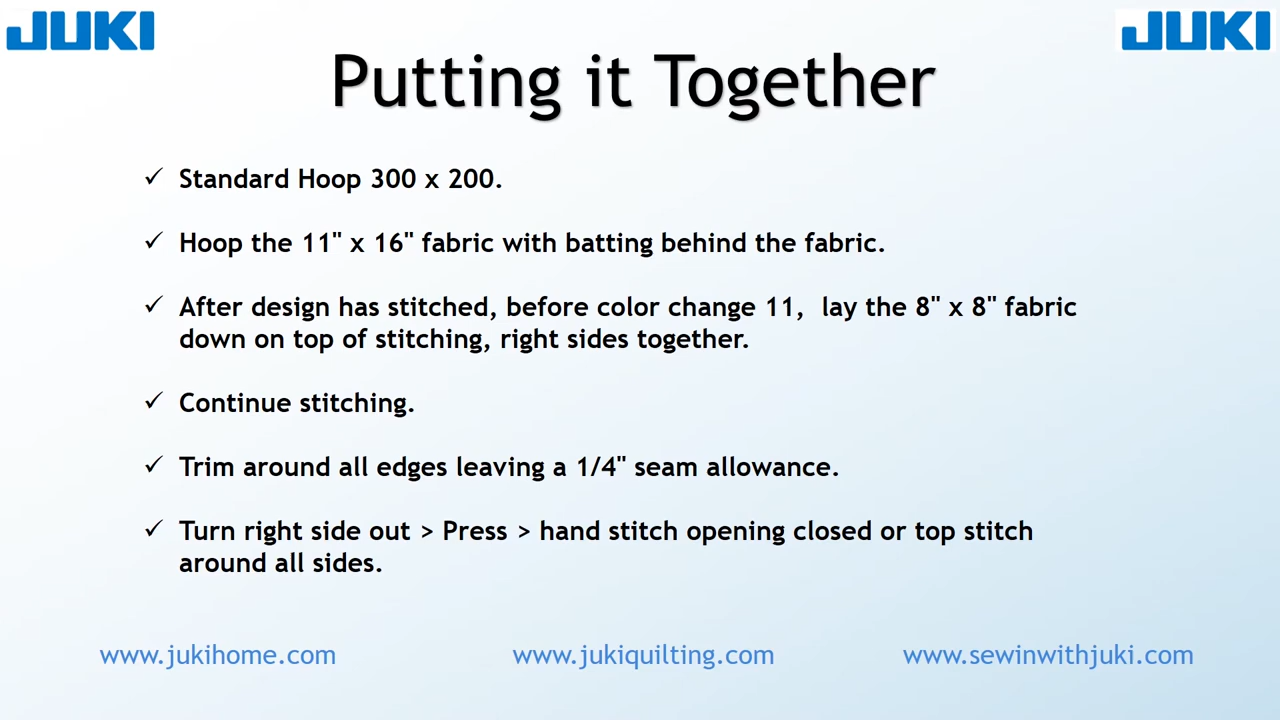 JUKI
JUKI
Putting it Together
✓ Standard Hoop 300 x 200.
✓ Hoop the 11" x 16" fabric with batting behind the fabric.
✓ After design has stitched, before color change 11,  lay the 8" x 8" fabric
down on top of stitching, right sides together.
✓ Continue stitching.
✓ Trim around all edges leaving a 1/4" seam allowance.
✓ Turn right side out > Press > hand stitch opening closed or top stitch
around all sides.
www.jukihome.com
www.jukiquilting.com
www.sewinwithjuki.com